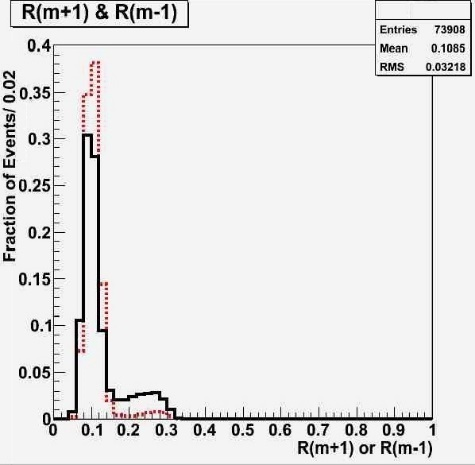 R(m+1) & R(m-1)
Entries 73908
Mean 0.1085
RMS 0.03218
Fraction of Events/ 0.02
0.4
0.35
0.3
0.25
0.2
0.15
0.1
0.05
0
0 0.1 0.2 0.3 0.4 0.5 0.6 0.7 0.8 0.9 1
R(m+1) or R(m-1)